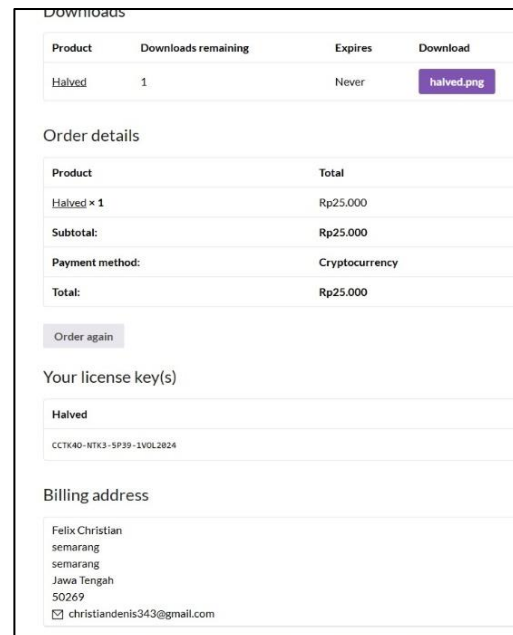 Downloads
Product Downloads remaining Expires Download
Halved 1 Never halved.png
Order details
Product Total
Halved × 1 Rp25.000
Subtotal: Rp25.000
Payment method: Cryptocurrency
Total: Rp25.000
Order again
Your license key(s)
Halved
CCTK40-NTK3-5P39-1VOL2024
Billing address
Felix Christian
semarang
semarang
Jawa Tengah
50269
christiandenis343@gmail.com